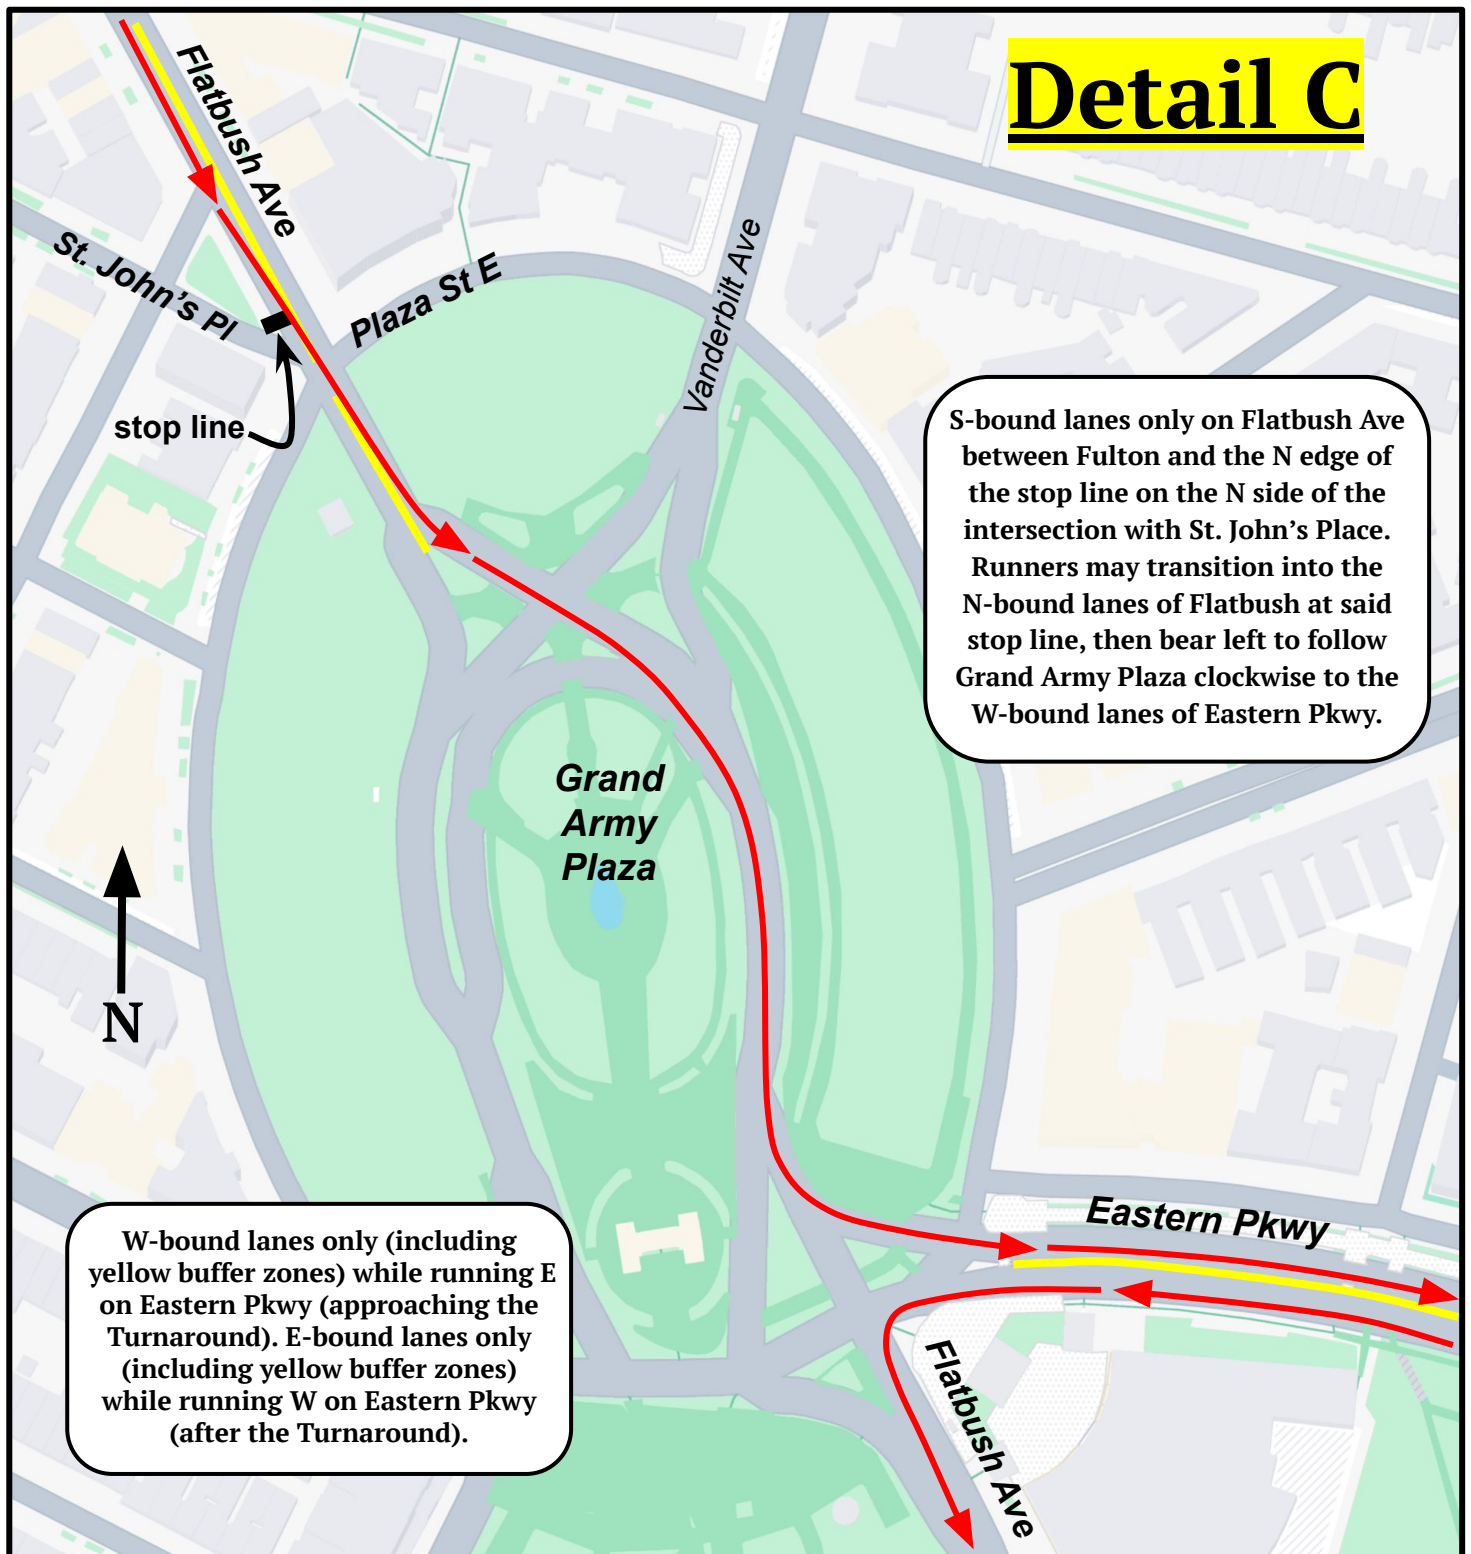 Detail C
Flatbush Ave
St. John's Pl
Plaza St E
Vanderbilt Ave
stop line
S-bound lanes only on Flatbush Ave
between Fulton and the N edge of
the stop line on the N side of the
intersection with St. John's Place.
Runners may transition into the
N-bound lanes of Flatbush at said
stop line, then bear left to follow
Grand Army Plaza clockwise to the
W-bound lanes of Eastern Pkwy.
Grand
Army
Plaza
N
Eastern Pkwy
W-bound lanes only (including
yellow buffer zones) while running E
on Eastern Pkwy (approaching the
Turnaround). E-bound lanes only
(including yellow buffer zones)
while running W on Eastern Pkwy
(after the Turnaround).
Flatbush Ave